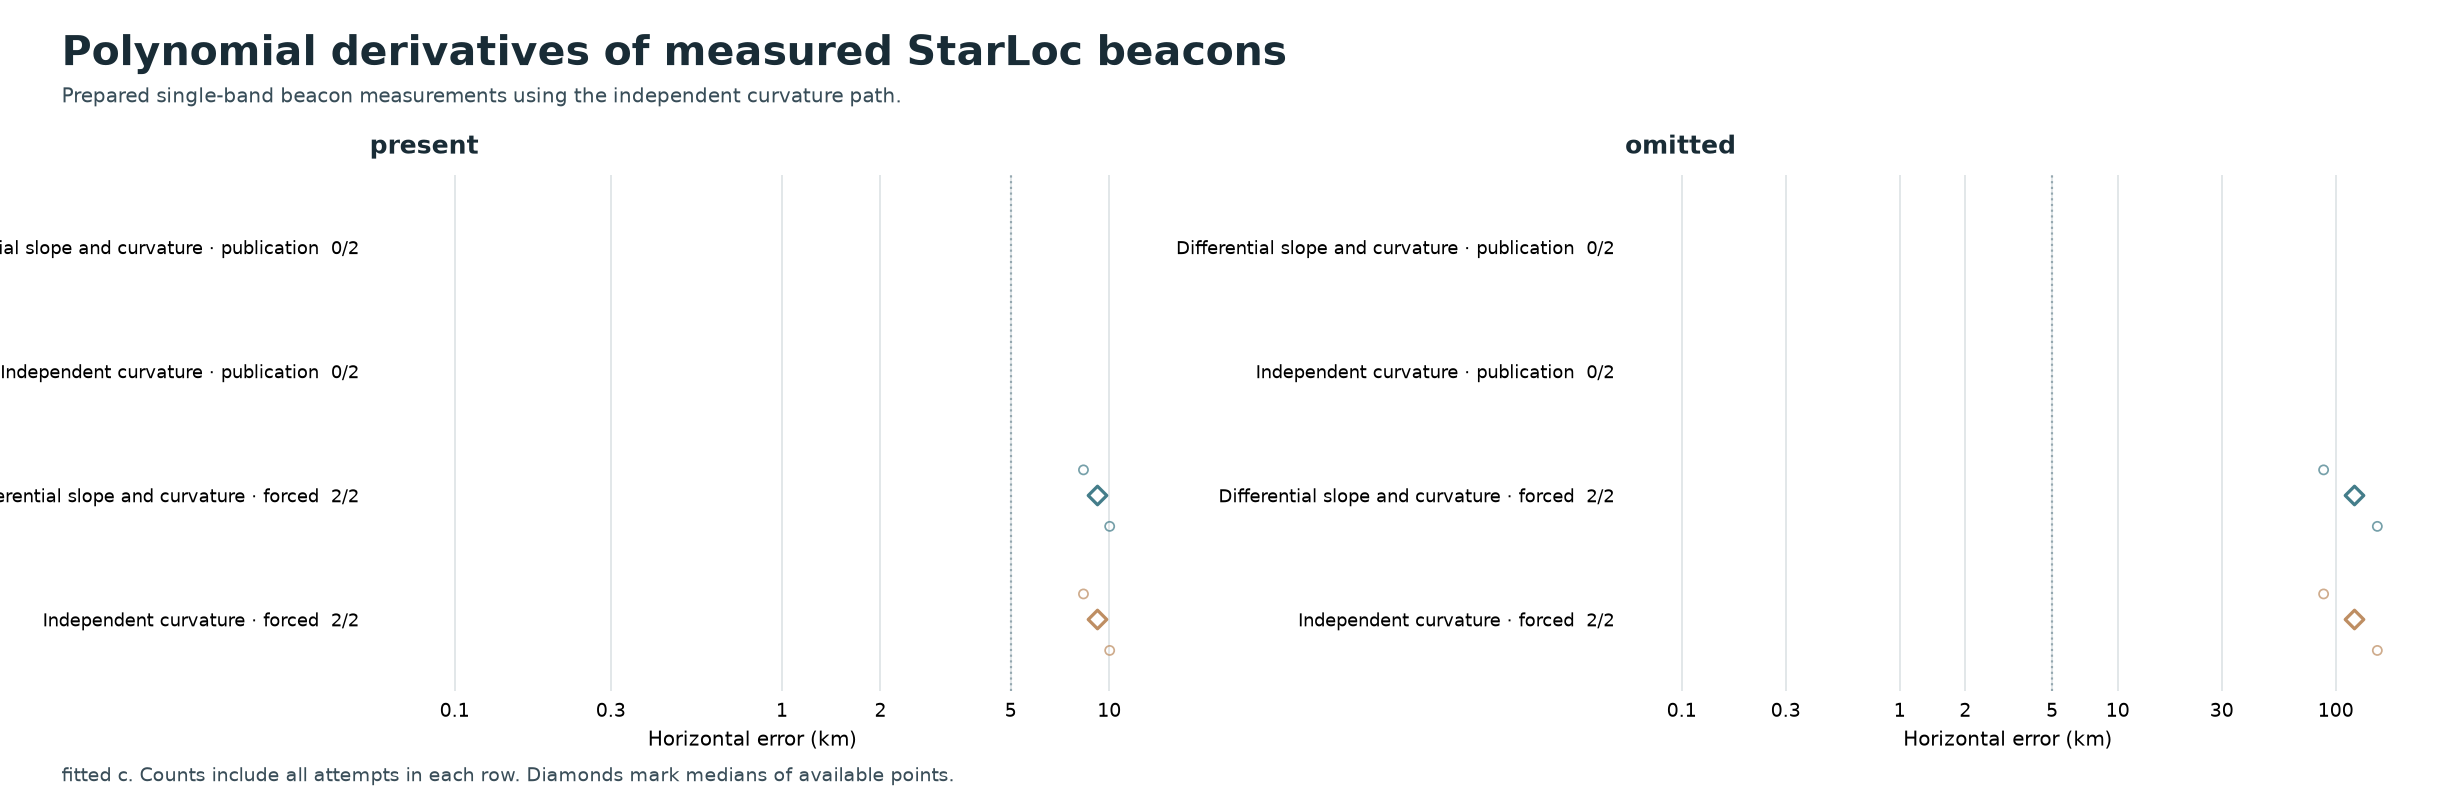 Polynomial derivatives of measured StarLoc beacons
Prepared single-band beacon measurements using the independent curvature path.
present
slope and curvature · publication 0/2
Independent curvature · publication 0/2
slope and curvature · forced 2/2
Independent curvature · forced 2/2
0.1 0.3 1 2 5 10
Horizontal error (km)
omitted
Differential slope and curvature · publication 0/2
Independent curvature · publication 0/2
Differential slope and curvature · forced 2/2
Independent curvature · forced 2/2
0.1 0.3 1 2 5 10 30 100
Horizontal error (km)
fitted c. Counts include all attempts in each row. Diamonds mark medians of available points.